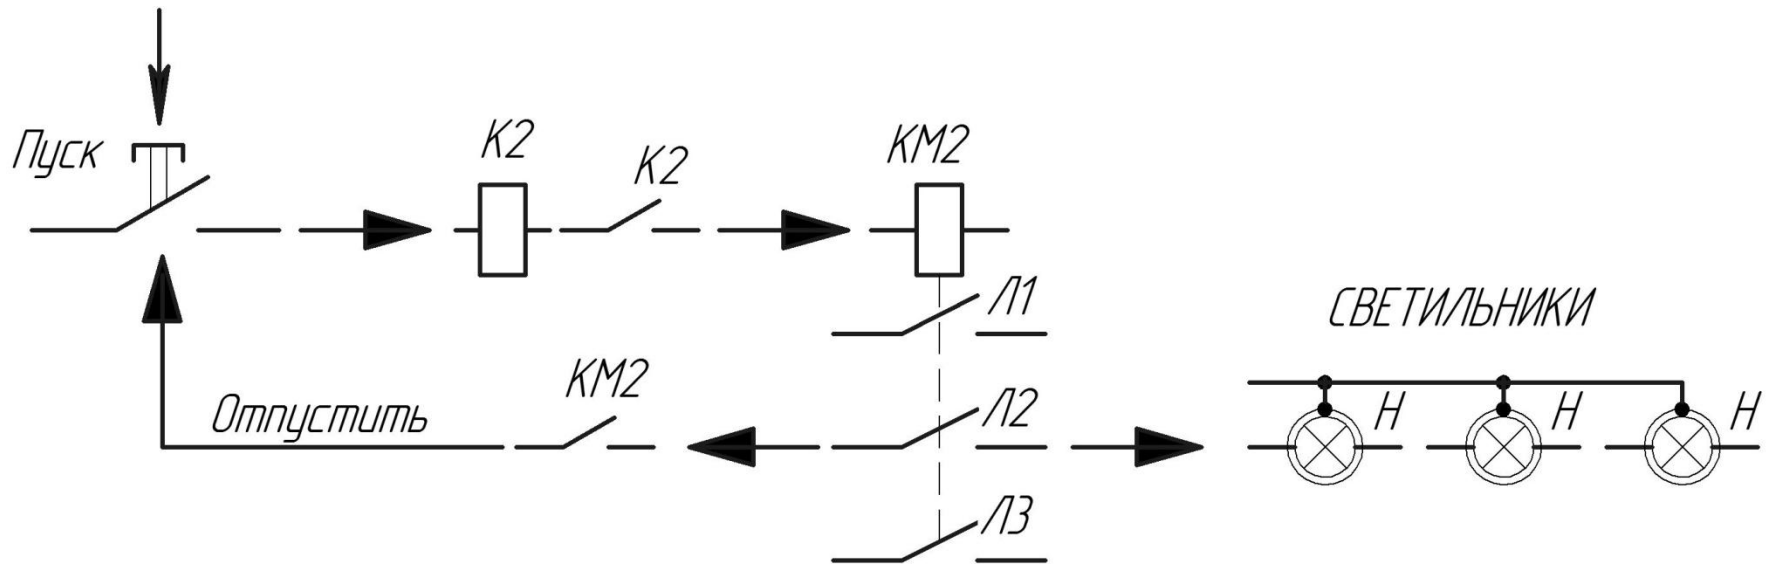 Пуск
К2
К2
КМ2
Л1
СВЕТИЛЬНИКИ
Отпустить
КМ2
Л2
Н
Н
Н
Л3